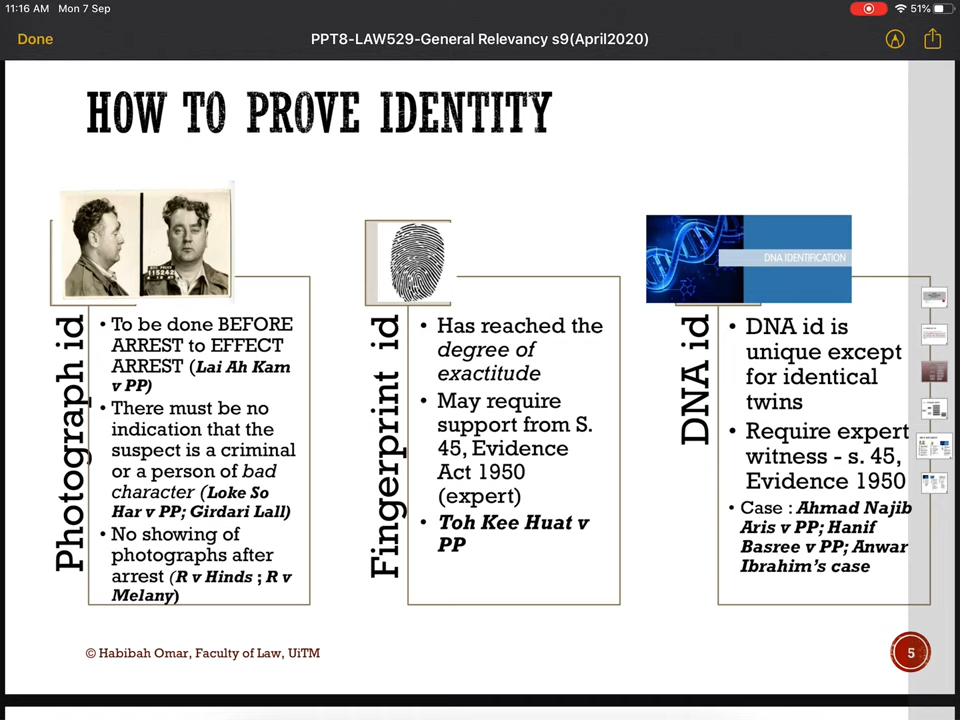 11:16 AM Mon 7 Sep
51%
Done
PPT8-LAW529-General Relevancy s9(April2020)
HOW TO PROVE IDENTITY
115242
Photograph id
• To be done BEFORE
ARREST to EFFECT
ARREST (Lai Ah Kam
v PP)
• There must be no
indication that the
suspect is a criminal
or a person of bad
character (Loke So
Har v PP; Girdari Lall)
• No showing of
photographs after
arrest (R v Hinds ; R v
Melany)
Fingerprint id
• Has reached the
degree of
exactitude
• May require
support from S.
45, Evidence
Act 1950
(expert)
• Toh Kee Huat v
PP
DNA IDENTIFICATION
DNA id
• DNA id is
unique except
for identical
twins
• Require expert
witness - s. 45,
Evidence 1950
• Case : Ahmad Najib
Aris v PP; Hanif
Basree v PP; Anwar
Ibrahim's case
© Habibah Omar, Faculty of Law, UiTM
5